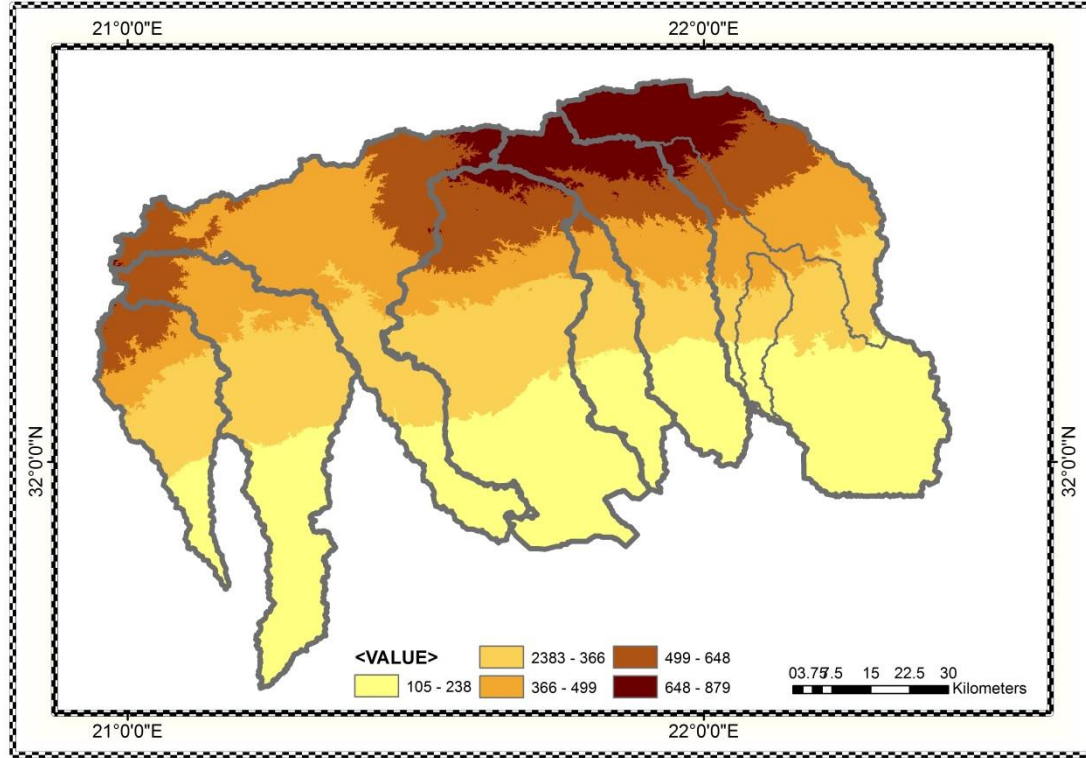 21°0'0"E 22°0'0"E
32°0'0"N 32°0'0"N
<VALUE> 2383 - 366 499 - 648
105 - 238 366 - 499 648 - 879
03.757.5 15 22.5 30
Kilometers
21°0'0"E 22°0'0"E